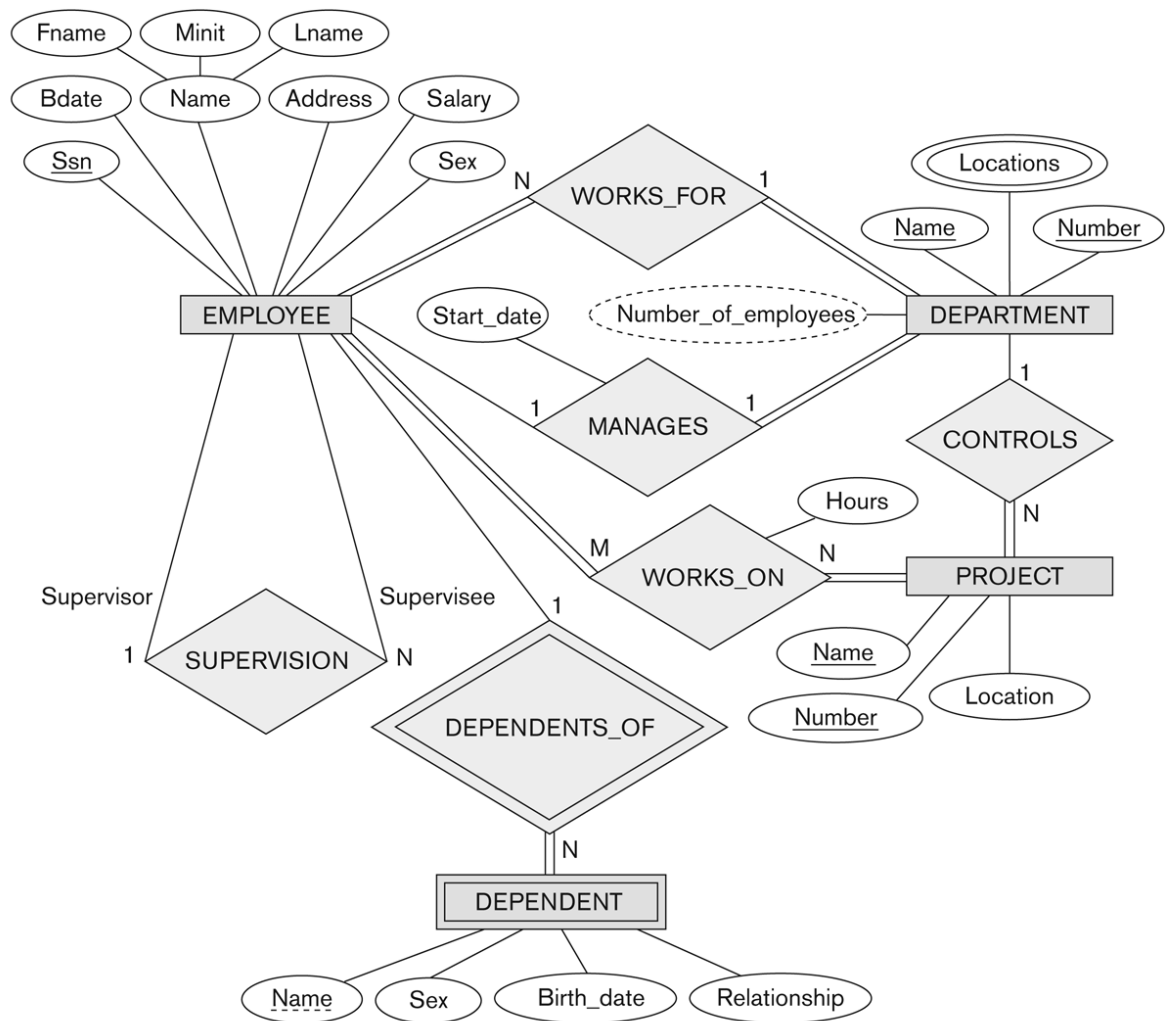 Fname
Minit
Lname
Bdate
Name
Address
Salary
Ssn
Sex
WORKS_FOR
N
1
Locations
Name
Number
EMPLOYEE
Start_date
Number_of_employees
DEPARTMENT
MANAGES
1
1
1
CONTROLS
N
Hours
M
WORKS_ON
N
PROJECT
Name
Number
Location
Supervisor
Supervisee
1
SUPERVISION
N
1
DEPENDENTS_OF
N
DEPENDENT
Name
Sex
Birth_date
Relationship